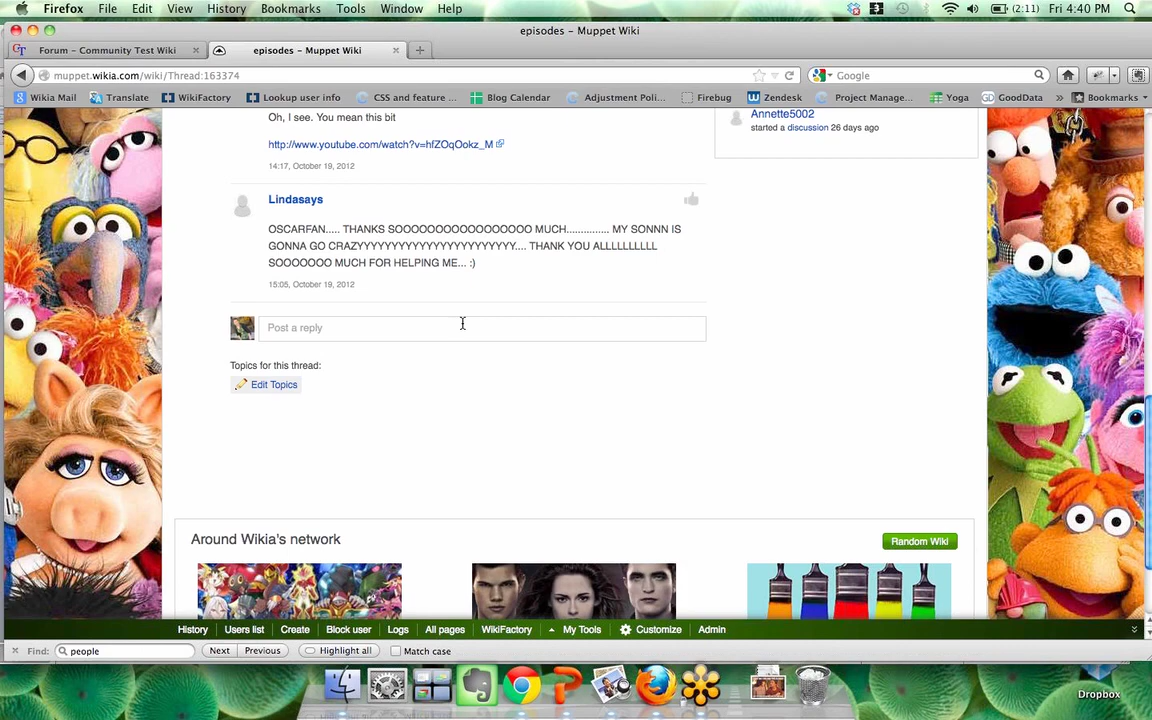 Firefox File Edit View History Bookmarks Tools Window Help (2:11) Fri 4:40 PM
episodes – Muppet Wiki
Forum – Community Test Wiki episodes – Muppet Wiki
muppet.wikia.com/wiki/Thread:163374 Google
Wikia Mail Translate WikiFactory Lookup user info CSS and feature ... Blog Calendar Adjustment Poli... Firebug Zendesk Project Manage... Yoga GoodData » Bookmarks
Oh, I see. You mean this bit
http://www.youtube.com/watch?v=hfZOqOokz_M
14:17, October 19, 2012
Annette5002
started a discussion 26 days ago
Lindasays
OSCARFAN..... THANKS SOOOOOOOOOOOOOOOOO MUCH.............. MY SONNN IS
GONNA GO CRAZYYYYYYYYYYYYYYYYYYYYYYY.... THANK YOU ALLLLLLLLLL
SOOOOOOO MUCH FOR HELPING ME... :)
15:05, October 19, 2012
Post a reply
Topics for this thread:
Edit Topics
Around Wikia's network
Random Wiki
History Users list Create Block user Logs All pages WikiFactory My Tools Customize Admin
Find: people Next Previous Highlight all Match case
Dropbox